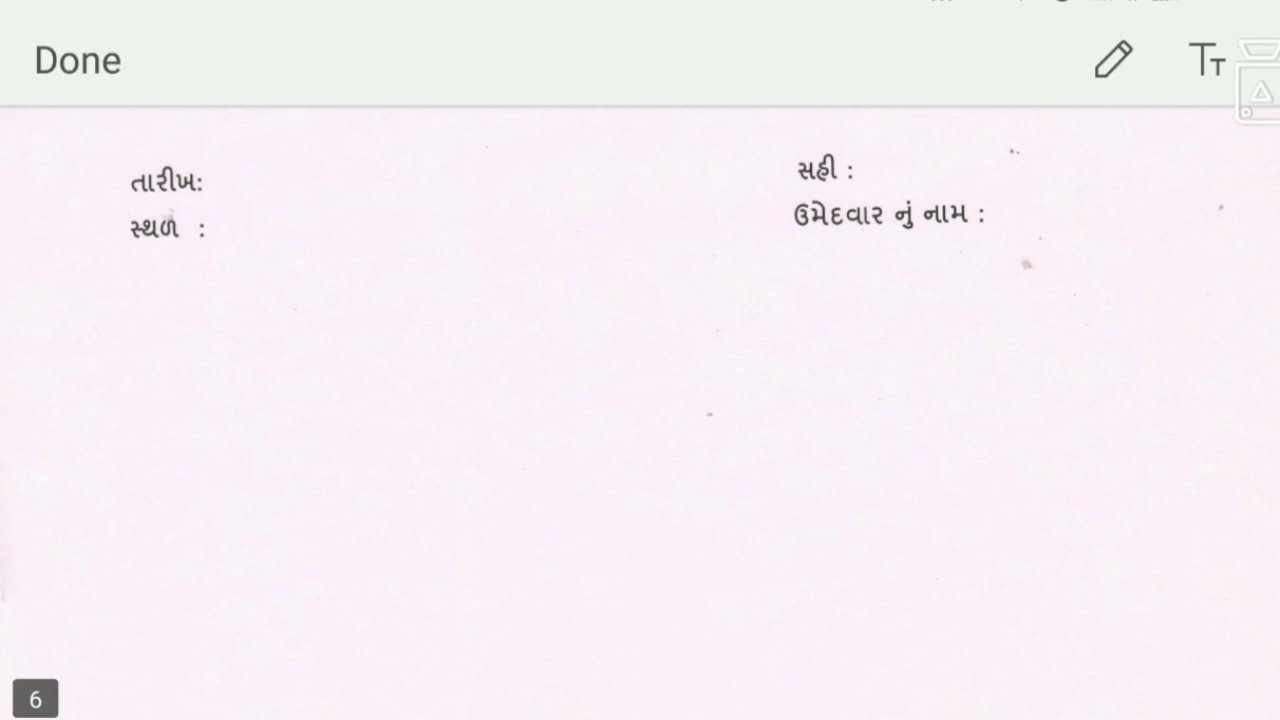 Done
તારીખ:
સ્થળ :
સહી :
ઉમેદવાર નું નામ :
6